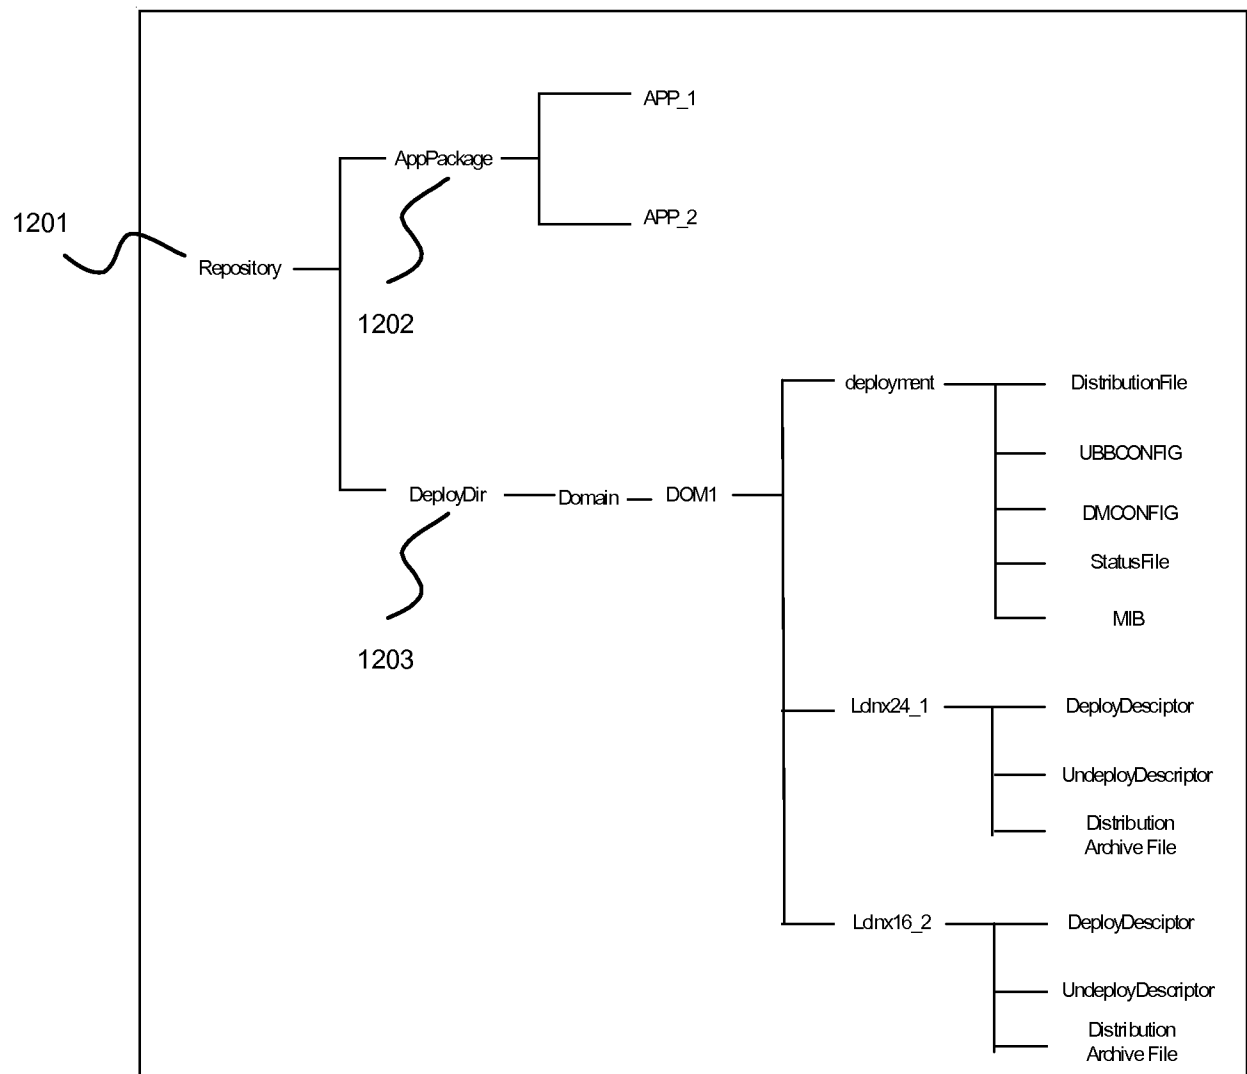 APP_1
AppPackage
1201
APP_2
Repository
1202
deployment
DistributionFile
UBBCONFIG
DeployDir
Domain
DOM1
DMCONFIG
StatusFile
MIB
1203
Ldnx24_1
DeployDesciptor
UndeployDescriptor
Distribution
Archive File
Ldnx16_2
DeployDesciptor
UndeployDescriptor
Distribution
Archive File